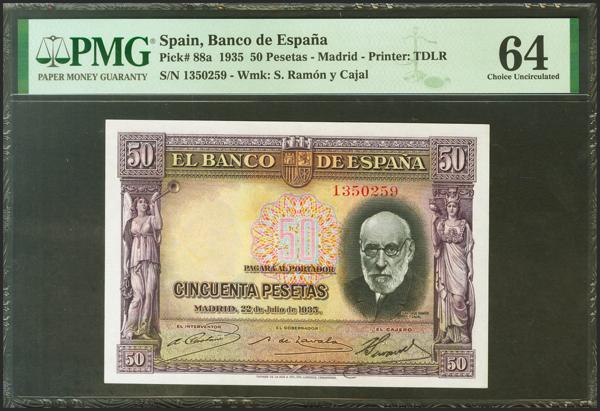 PMG
PAPER MONEY GUARANTY
Spain, Banco de España
Pick# 88a 1935 50 Pesetas - Madrid - Printer: TDLR
S/N 1350259 - Wmk: S. Ramón y Cajal
64
Choice Uncirculated
50
50
EL BANCO DE ESPAÑA
1350259
50
PAGARÁ AL PORTADOR
CINCUENTA PESETAS
MADRID, 22 de Julio de 1935.
EL INTERVENTOR
EL GOBERNADOR
EL CAJERO
50
50